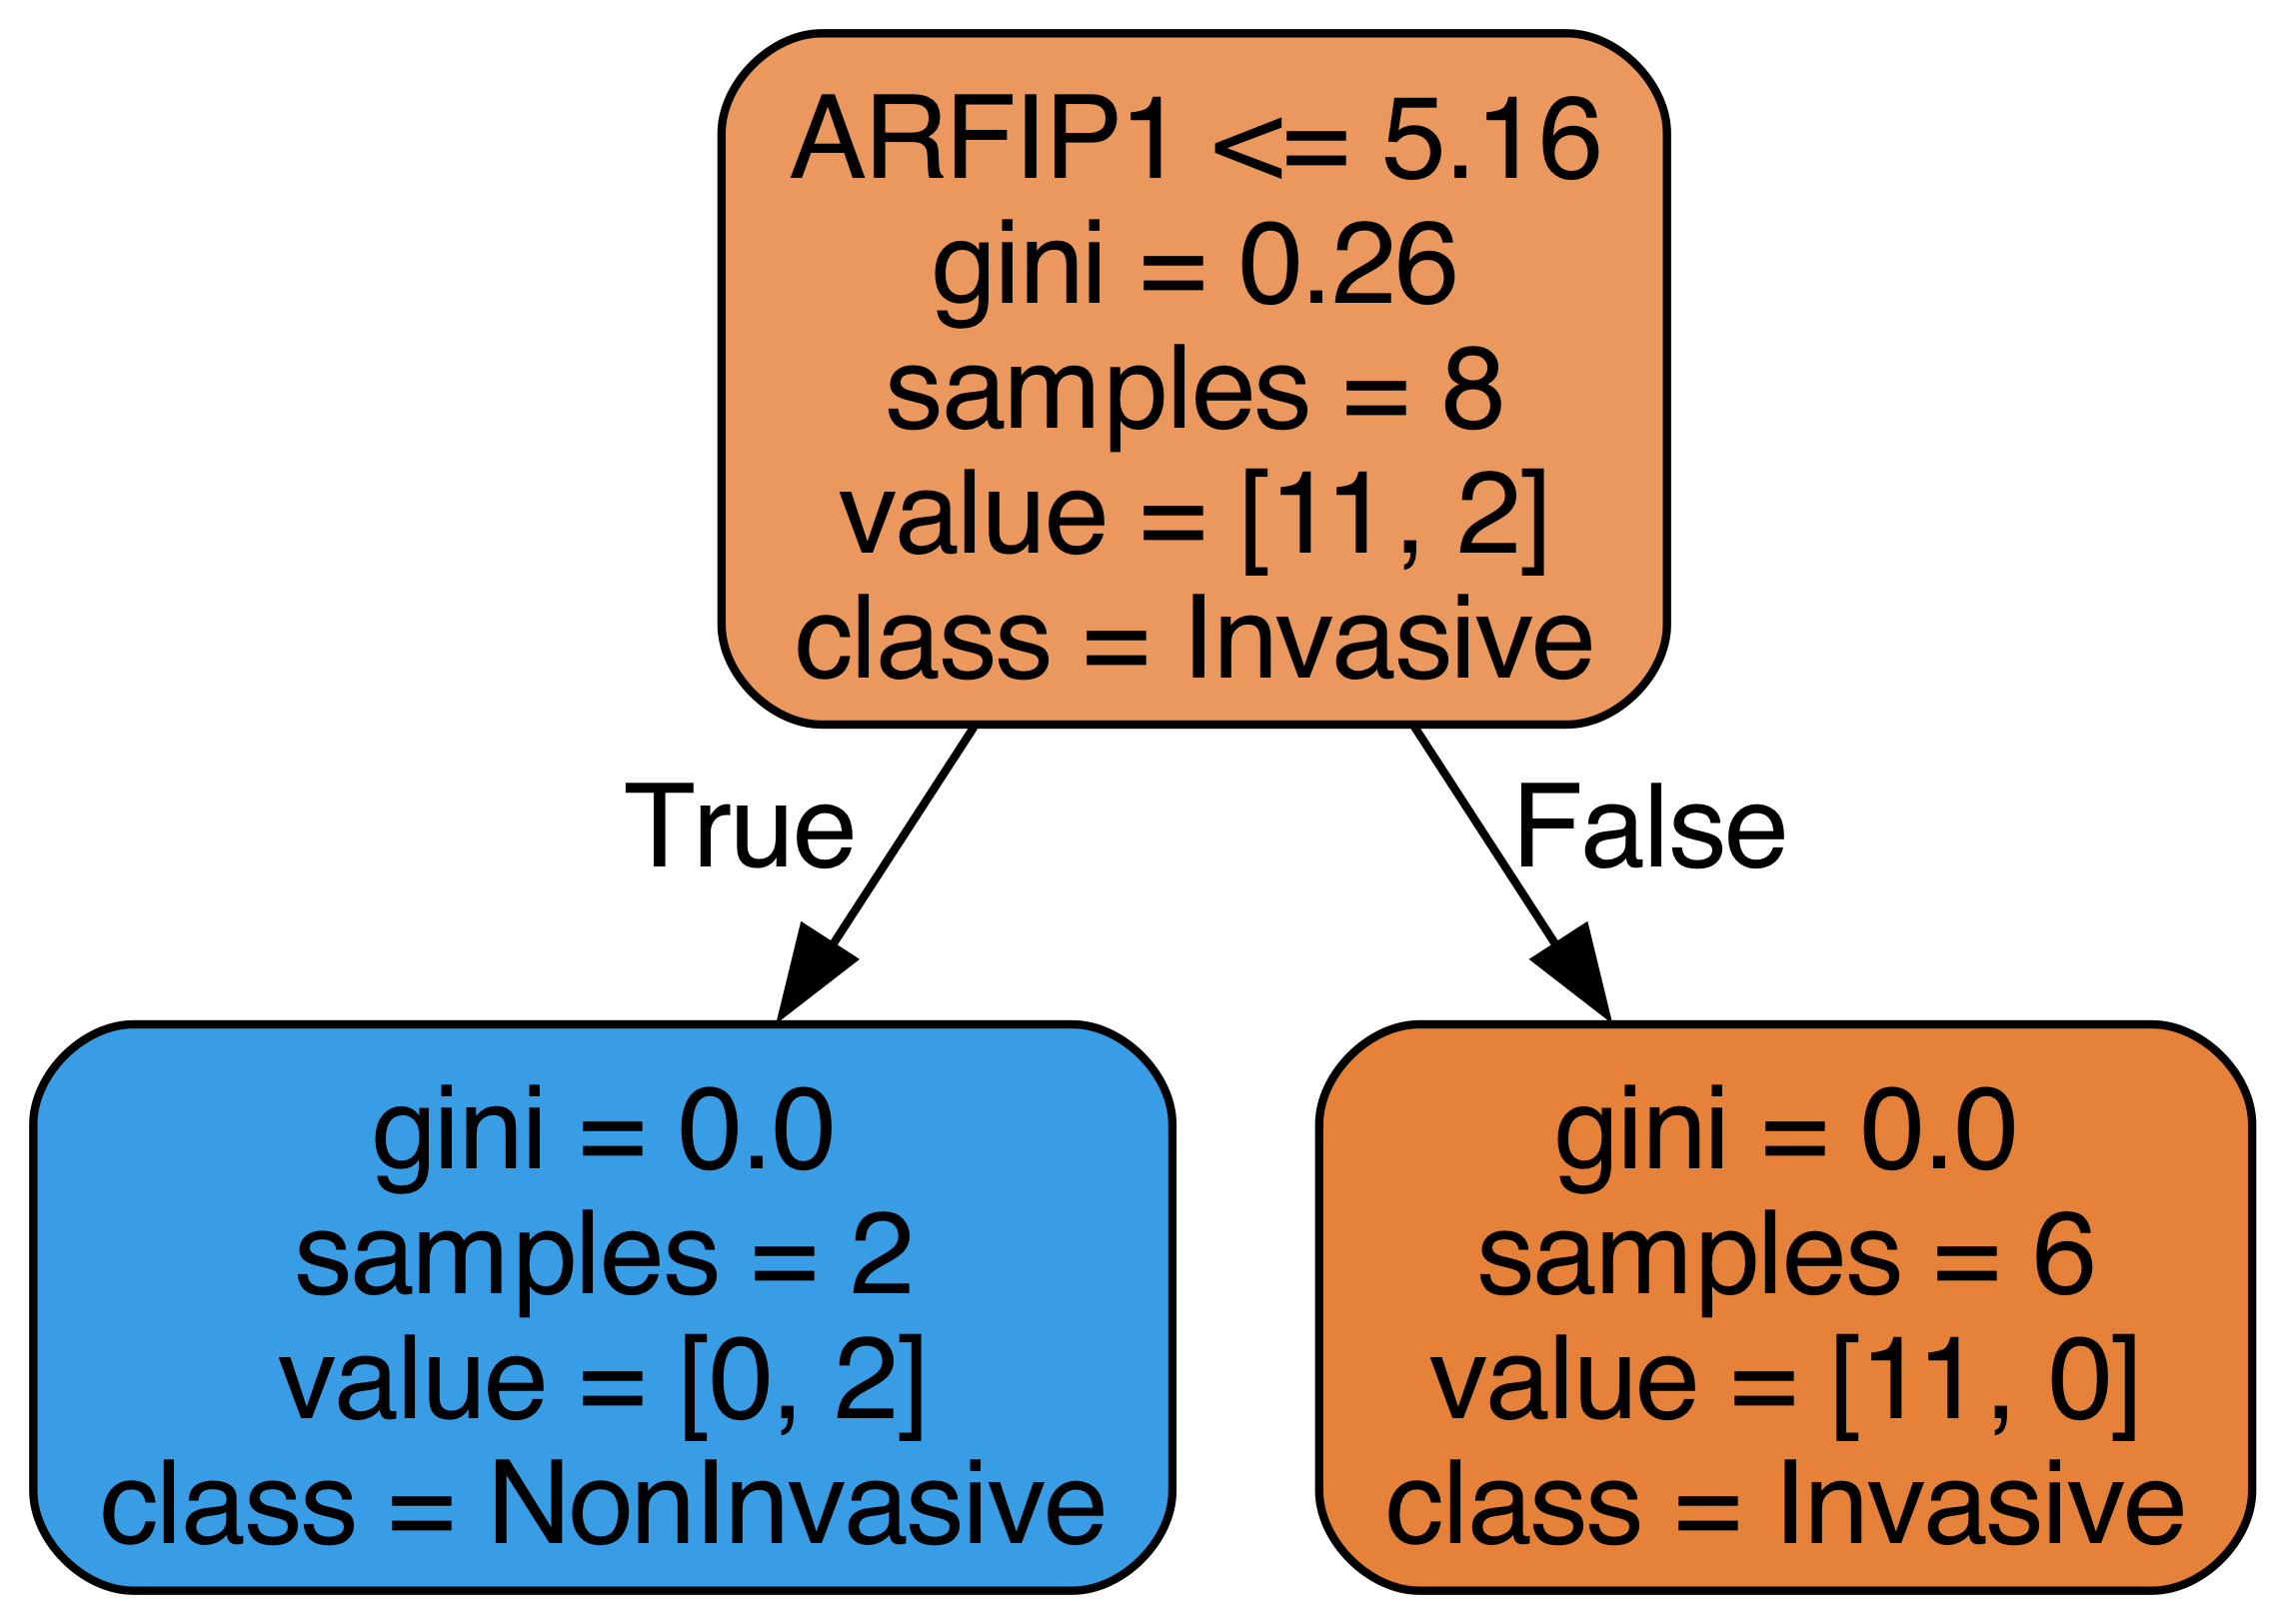 ARFIP1 <= 5.16
gini = 0.26
samples = 8
value = [11, 2]
class = Invasive
True
False
gini = 0.0
samples = 2
value = [0, 2]
class = NonInvasive
gini = 0.0
samples = 6
value = [11, 0]
class = Invasive